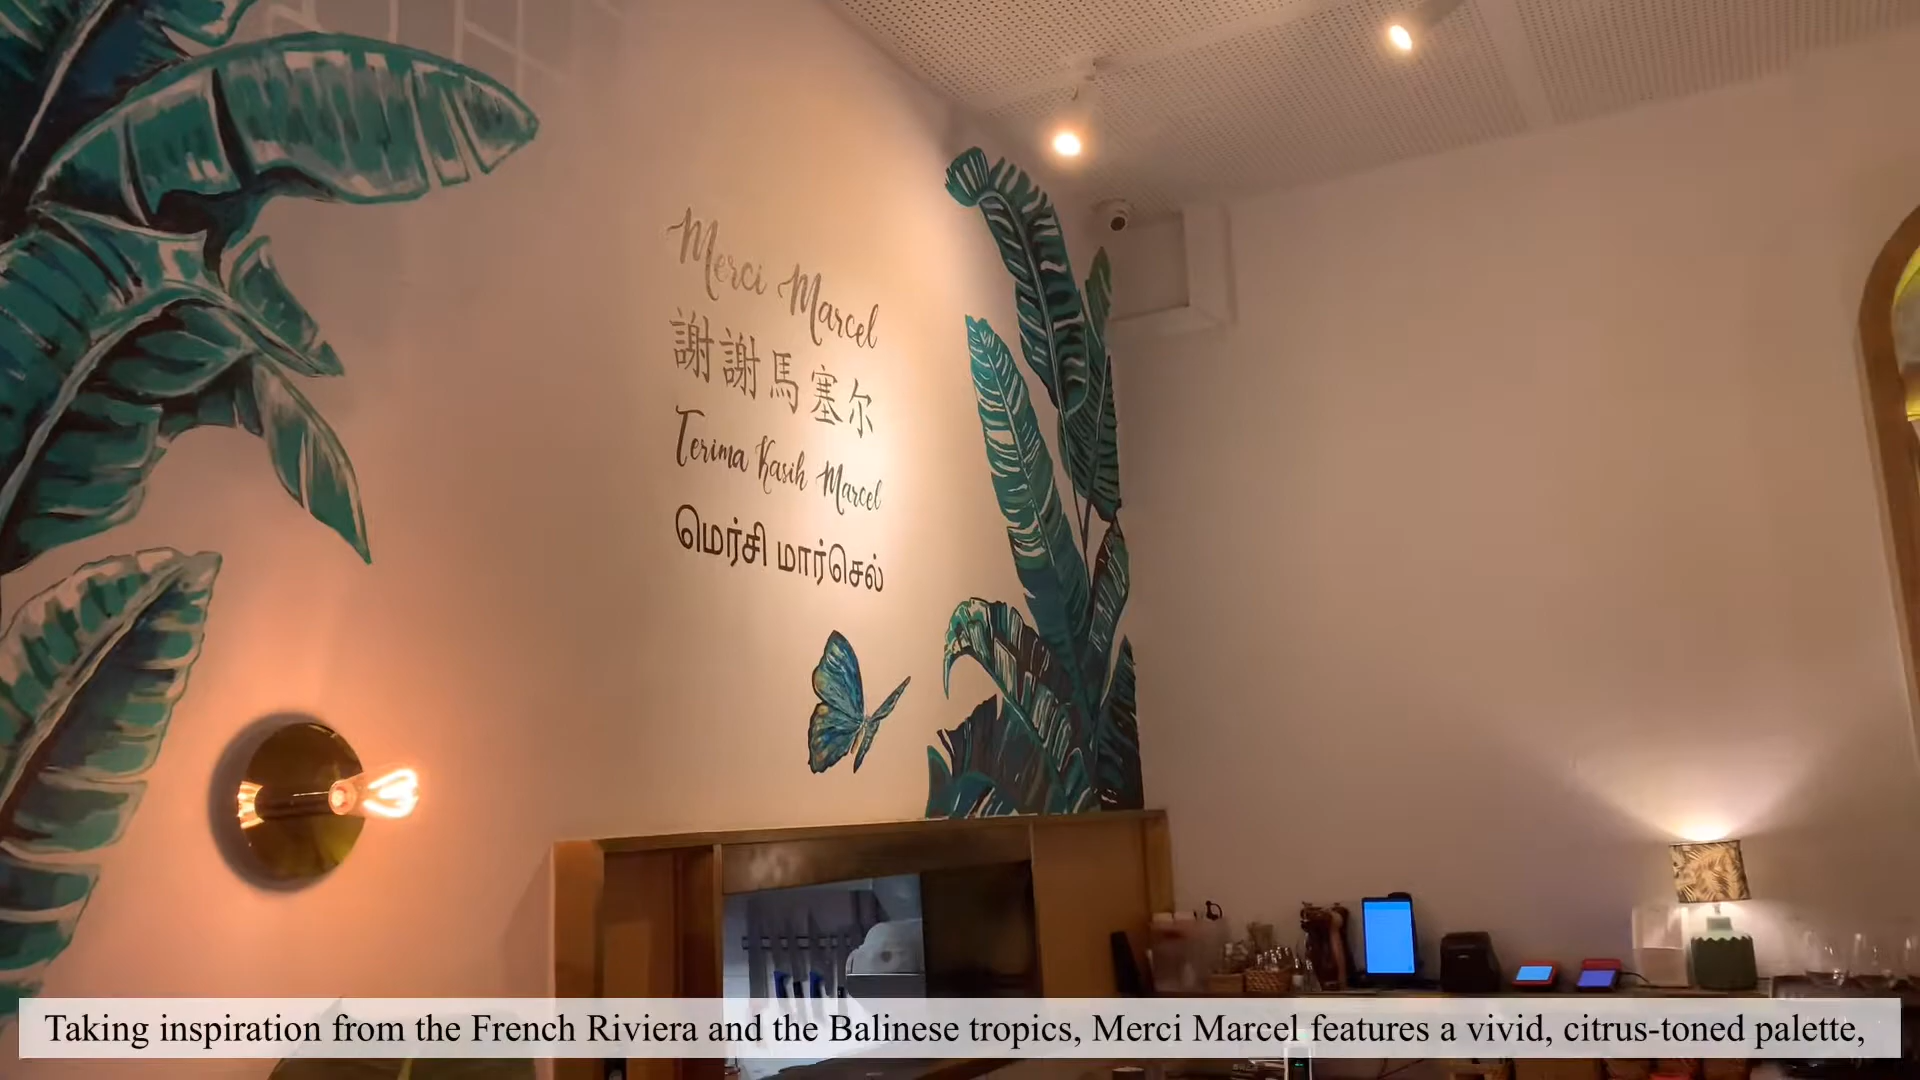 Merci Marcel
謝謝馬塞尔
Terima Kasih Marcel
மெர்சி மார்செல்
Taking inspiration from the French Riviera and the Balinese tropics, Merci Marcel features a vivid, citrus-toned palette,